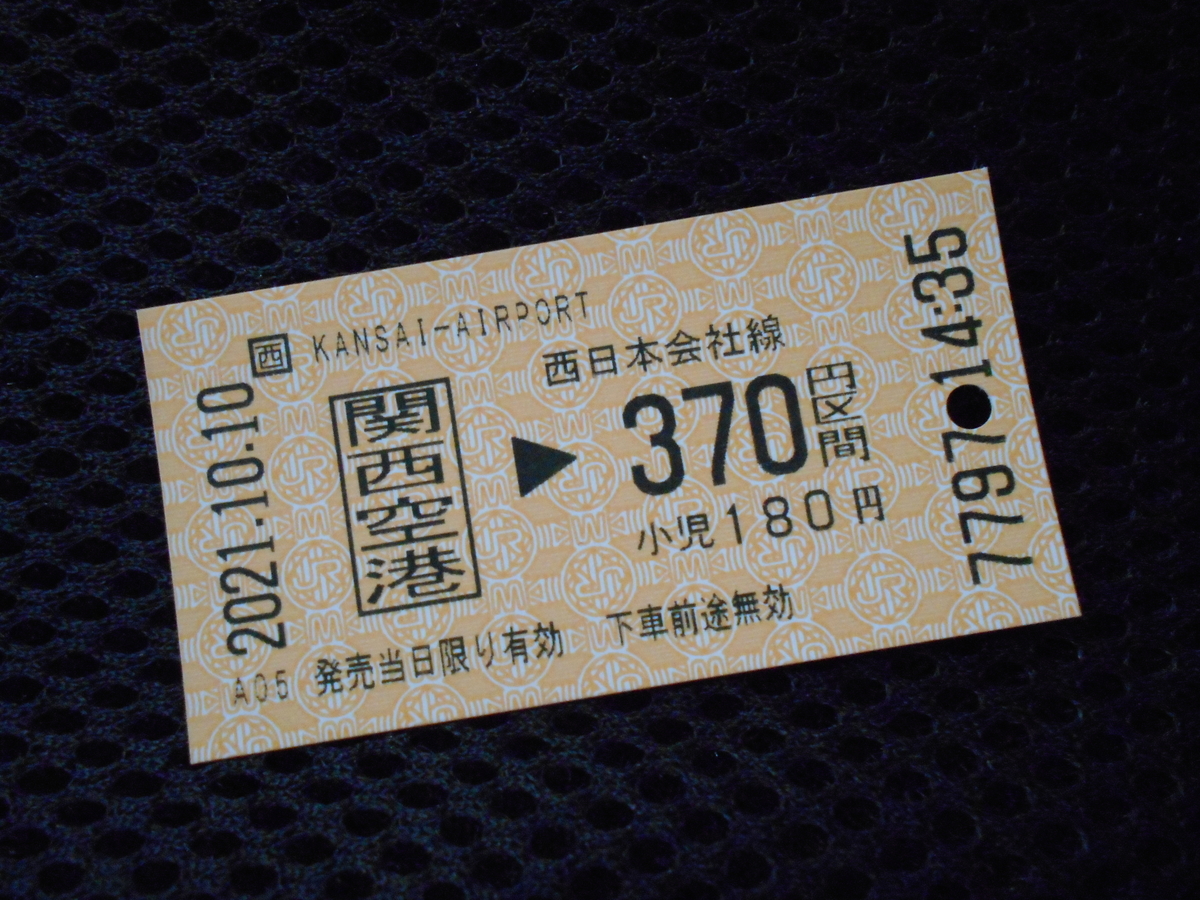 西 KANSAI-AIRPORT
西日本会社線
関西空港
▶
370円区間
小児180円
発売当日限り有効 下車前途無効
A05
2021.10.10
7797 14:35